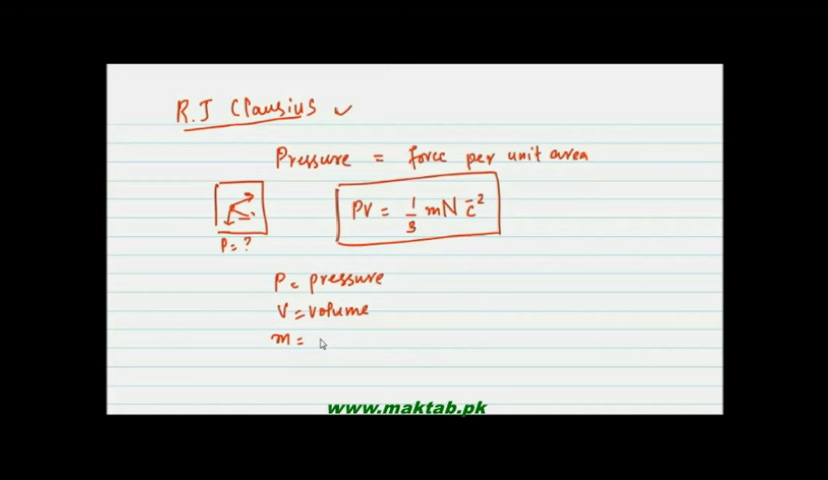 R.J Clausius ✓
Pressure = force per unit area
PV = 1/3 mN c̄²
P = ?
P = pressure
V = volume
m =
www.maktab.pk